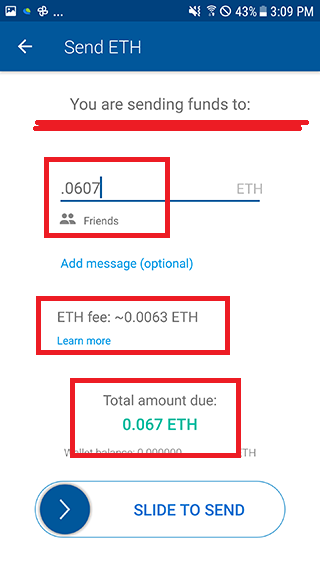 ... 43% 3:09 PM
Send ETH
You are sending funds to:
.0607 ETH
Friends
Add message (optional)
ETH fee: ~0.0063 ETH
Learn more
Total amount due:
0.067 ETH
Wallet balance: 0.000000 ETH
SLIDE TO SEND